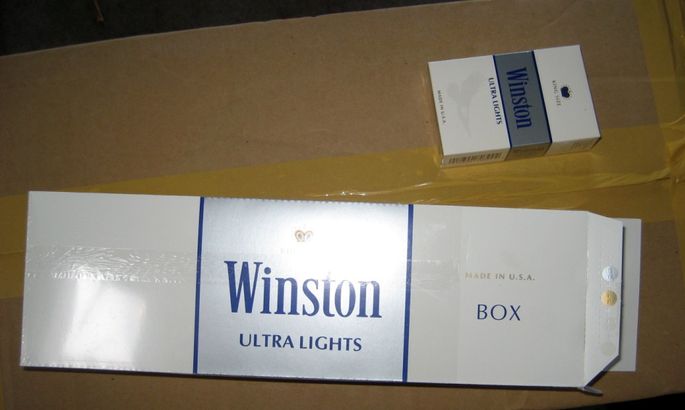 KING SIZE
Winston
ULTRA LIGHTS
MADE IN U.S.A.
Winston
ULTRA LIGHTS
MADE IN U.S.A.
BOX